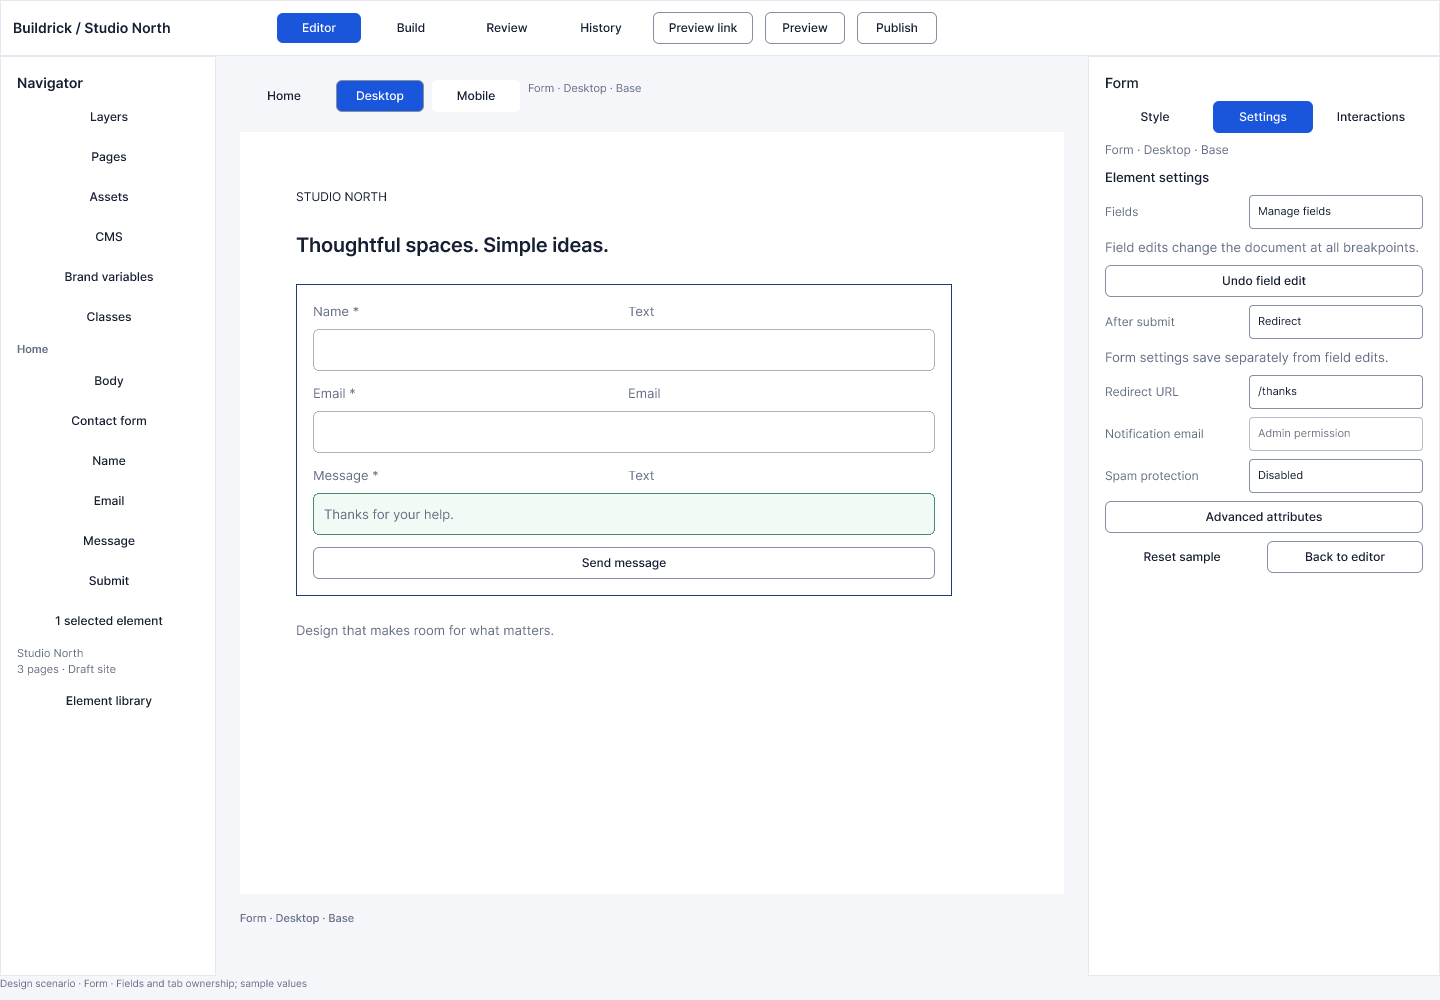 Buildrick / Studio North
Editor
Build
Review
History
Preview link
Preview
Publish
Navigator
Layers
Pages
Assets
CMS
Brand variables
Classes
Home
Body
Contact form
Name
Email
Message
Submit
1 selected element
Studio North
3 pages · Draft site
Element library
Home
Desktop
Mobile
Form · Desktop · Base
STUDIO NORTH
Thoughtful spaces. Simple ideas.
Name * Text
Email * Email
Message * Text
Thanks for your help.
Send message
Design that makes room for what matters.
Form · Desktop · Base
Form
Style
Settings
Interactions
Form · Desktop · Base
Element settings
Fields Manage fields
Field edits change the document at all breakpoints.
Undo field edit
After submit Redirect
Form settings save separately from field edits.
Redirect URL /thanks
Notification email Admin permission
Spam protection Disabled
Advanced attributes
Reset sample
Back to editor
Design scenario · Form · Fields and tab ownership; sample values